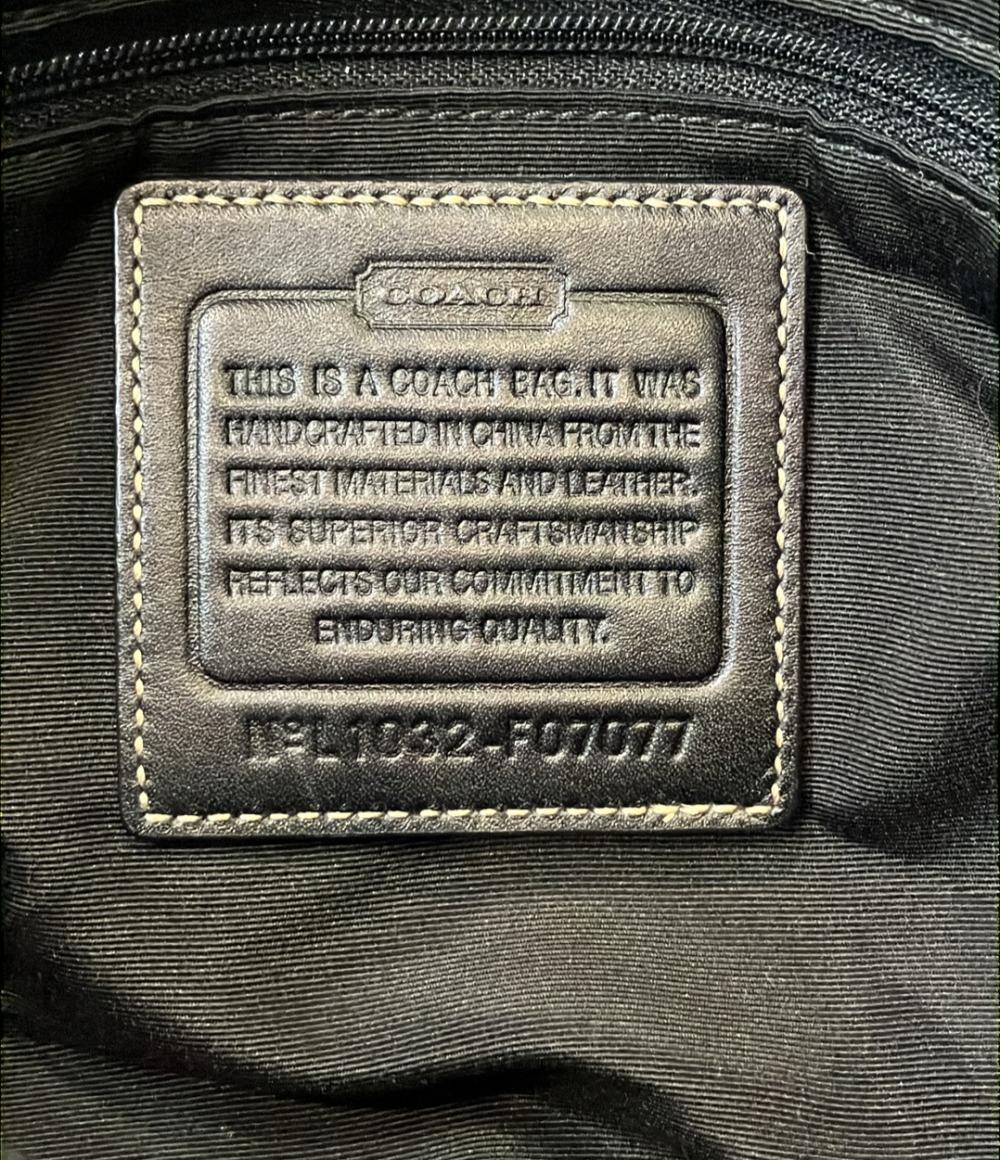 COACH
THIS IS A COACH BAG. IT WAS
HANDCRAFTED IN CHINA FROM THE
FINEST MATERIALS AND LEATHER.
ITS SUPERIOR CRAFTSMANSHIP
REFLECTS OUR COMMITMENT TO
ENDURING QUALITY.
Nº L1032-F07077